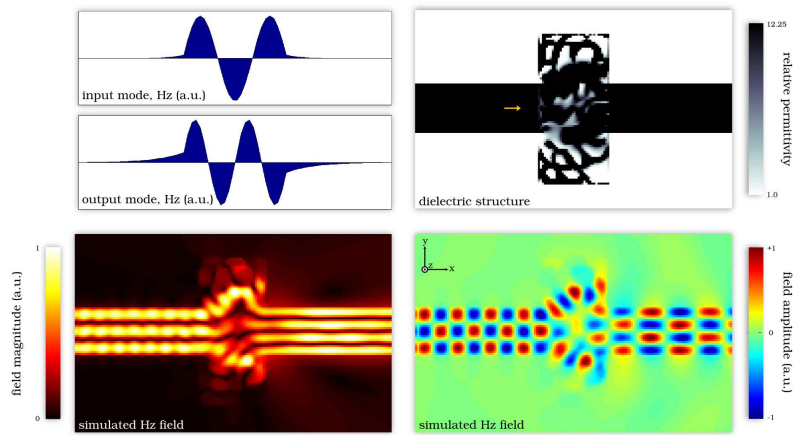 input mode, Hz (a.u.)
output mode, Hz (a.u.)
dielectric structure
12.25
relative permittivity
1.0
field magnitude (a.u.)
1
0
simulated Hz field
y
z
x
simulated Hz field
+1
0
-1
field amplitude (a.u.)